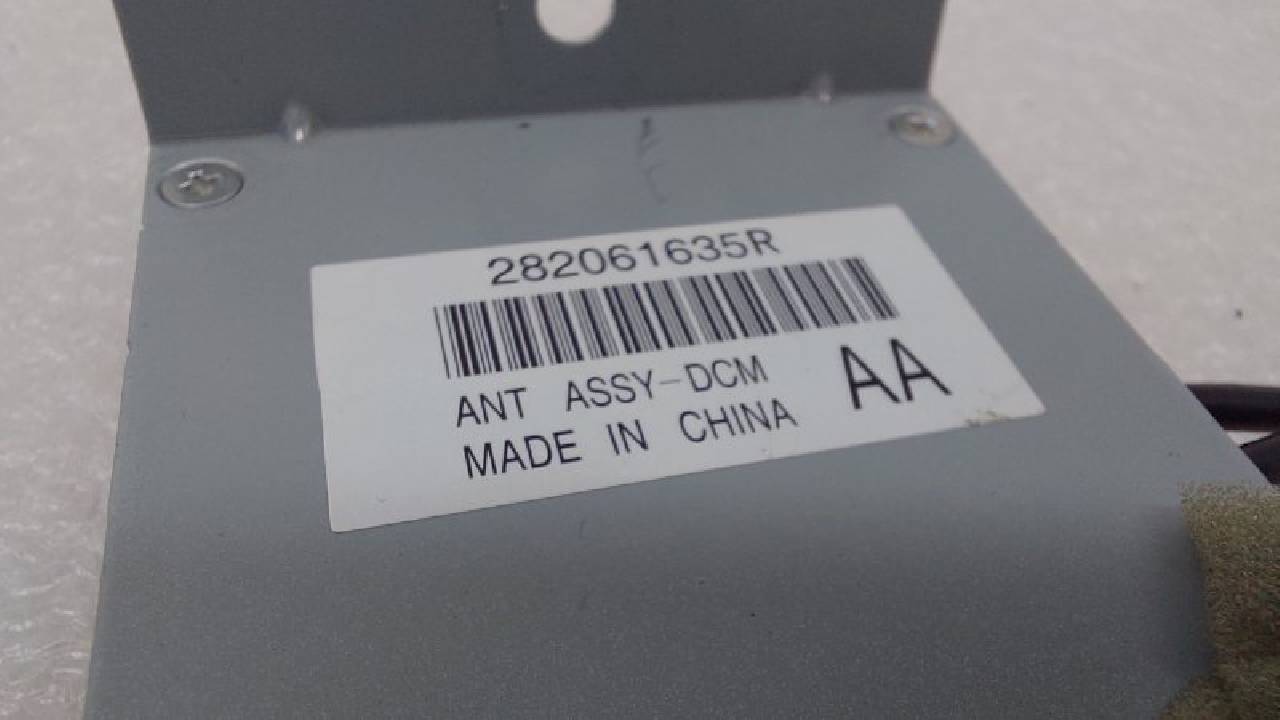 282061635R
ANT ASSY-DCM
MADE IN CHINA
AA